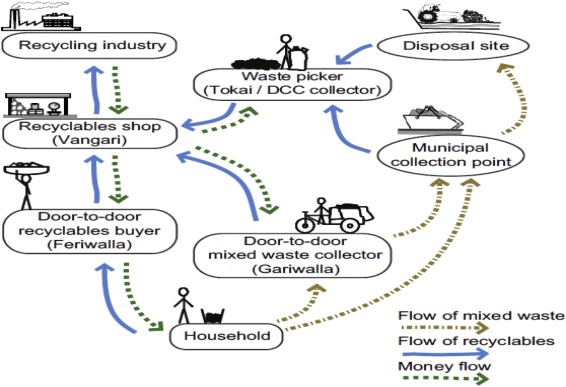 Recycling industry
Disposal site
Waste picker
(Tokai / DCC collector)
Recyclables shop
(Vangari)
Municipal
collection point
Door-to-door
recyclables buyer
(Feriwalla)
Door-to-door
mixed waste collector
(Gariwalla)
Household
Flow of mixed waste
Flow of recyclables
Money flow